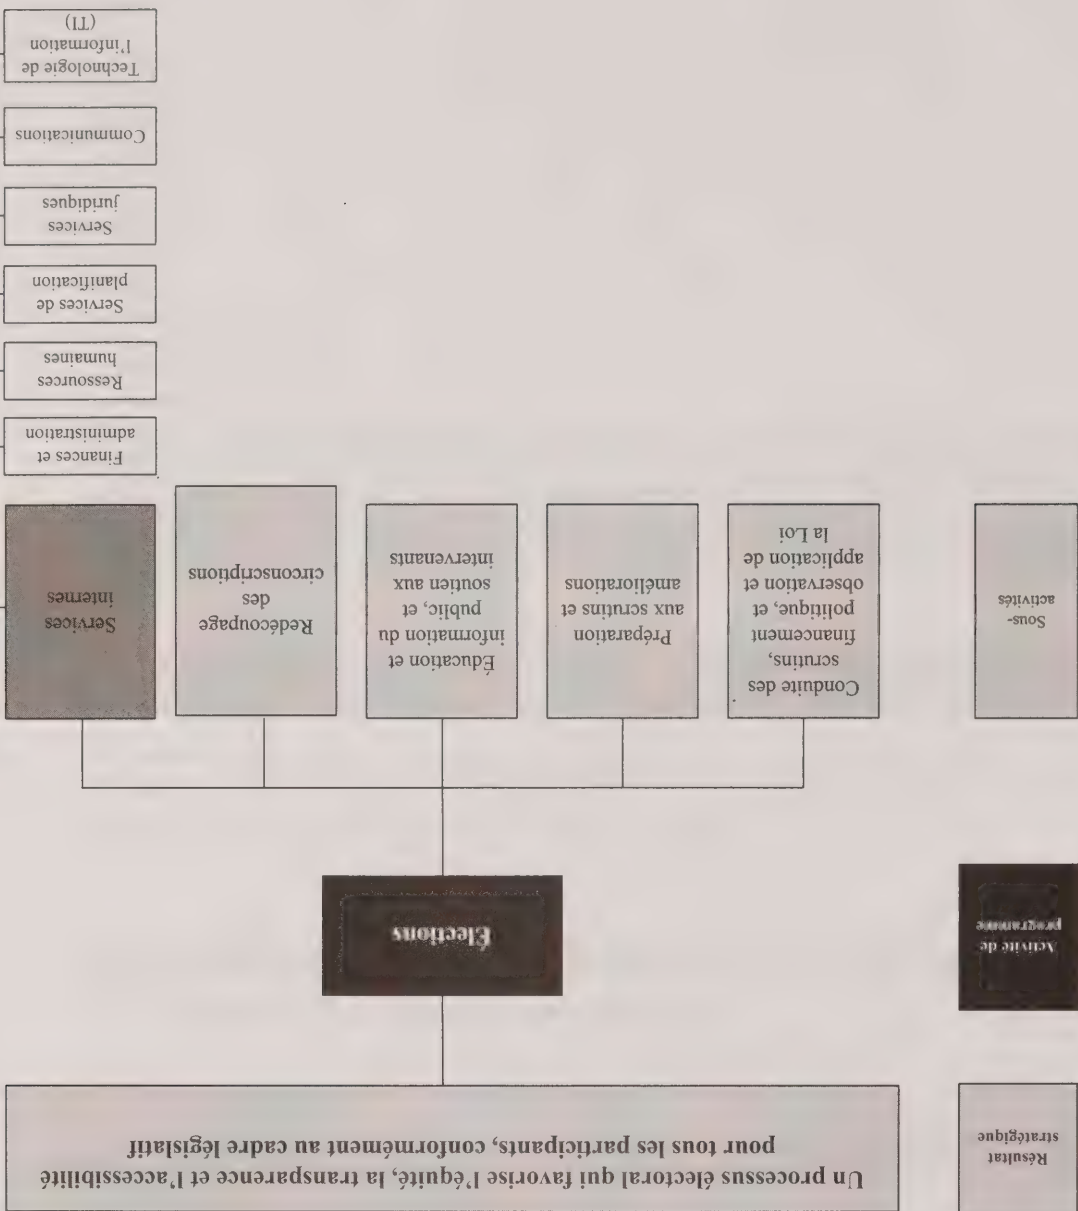 Résultat
stratégique
Un processus électoral qui favorise l'équité, la transparence et l'accessibilité
pour tous les participants, conformément au cadre législatif
Activité de
programme
Élections
Sous-
activités
Conduite des
scrutins,
financement
politique, et
observation et
application de
la Loi
Préparation
aux scrutins et
améliorations
Éducation et
information du
public, et
soutien aux
intervenants
Redécoupage
des
circonscriptions
Services
internes
Finances et
administration
Ressources
humaines
Services de
planification
Services
juridiques
Communications
Technologie de
l'information
(TI)